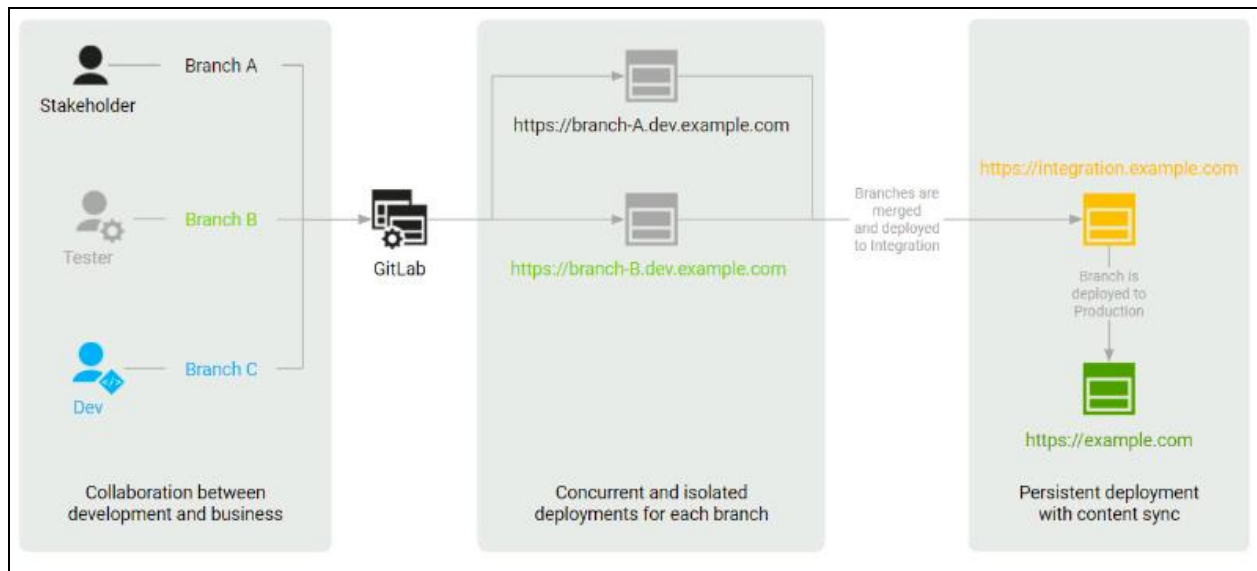 Stakeholder
Branch A
Tester
Branch B
Dev
Branch C
Collaboration between
development and business
GitLab
https://branch-A.dev.example.com
https://branch-B.dev.example.com
Concurrent and isolated
deployments for each branch
Branches are
merged
and deployed
to Integration
https://integration.example.com
Branch is
deployed to
Production
https://example.com
Persistent deployment
with content sync